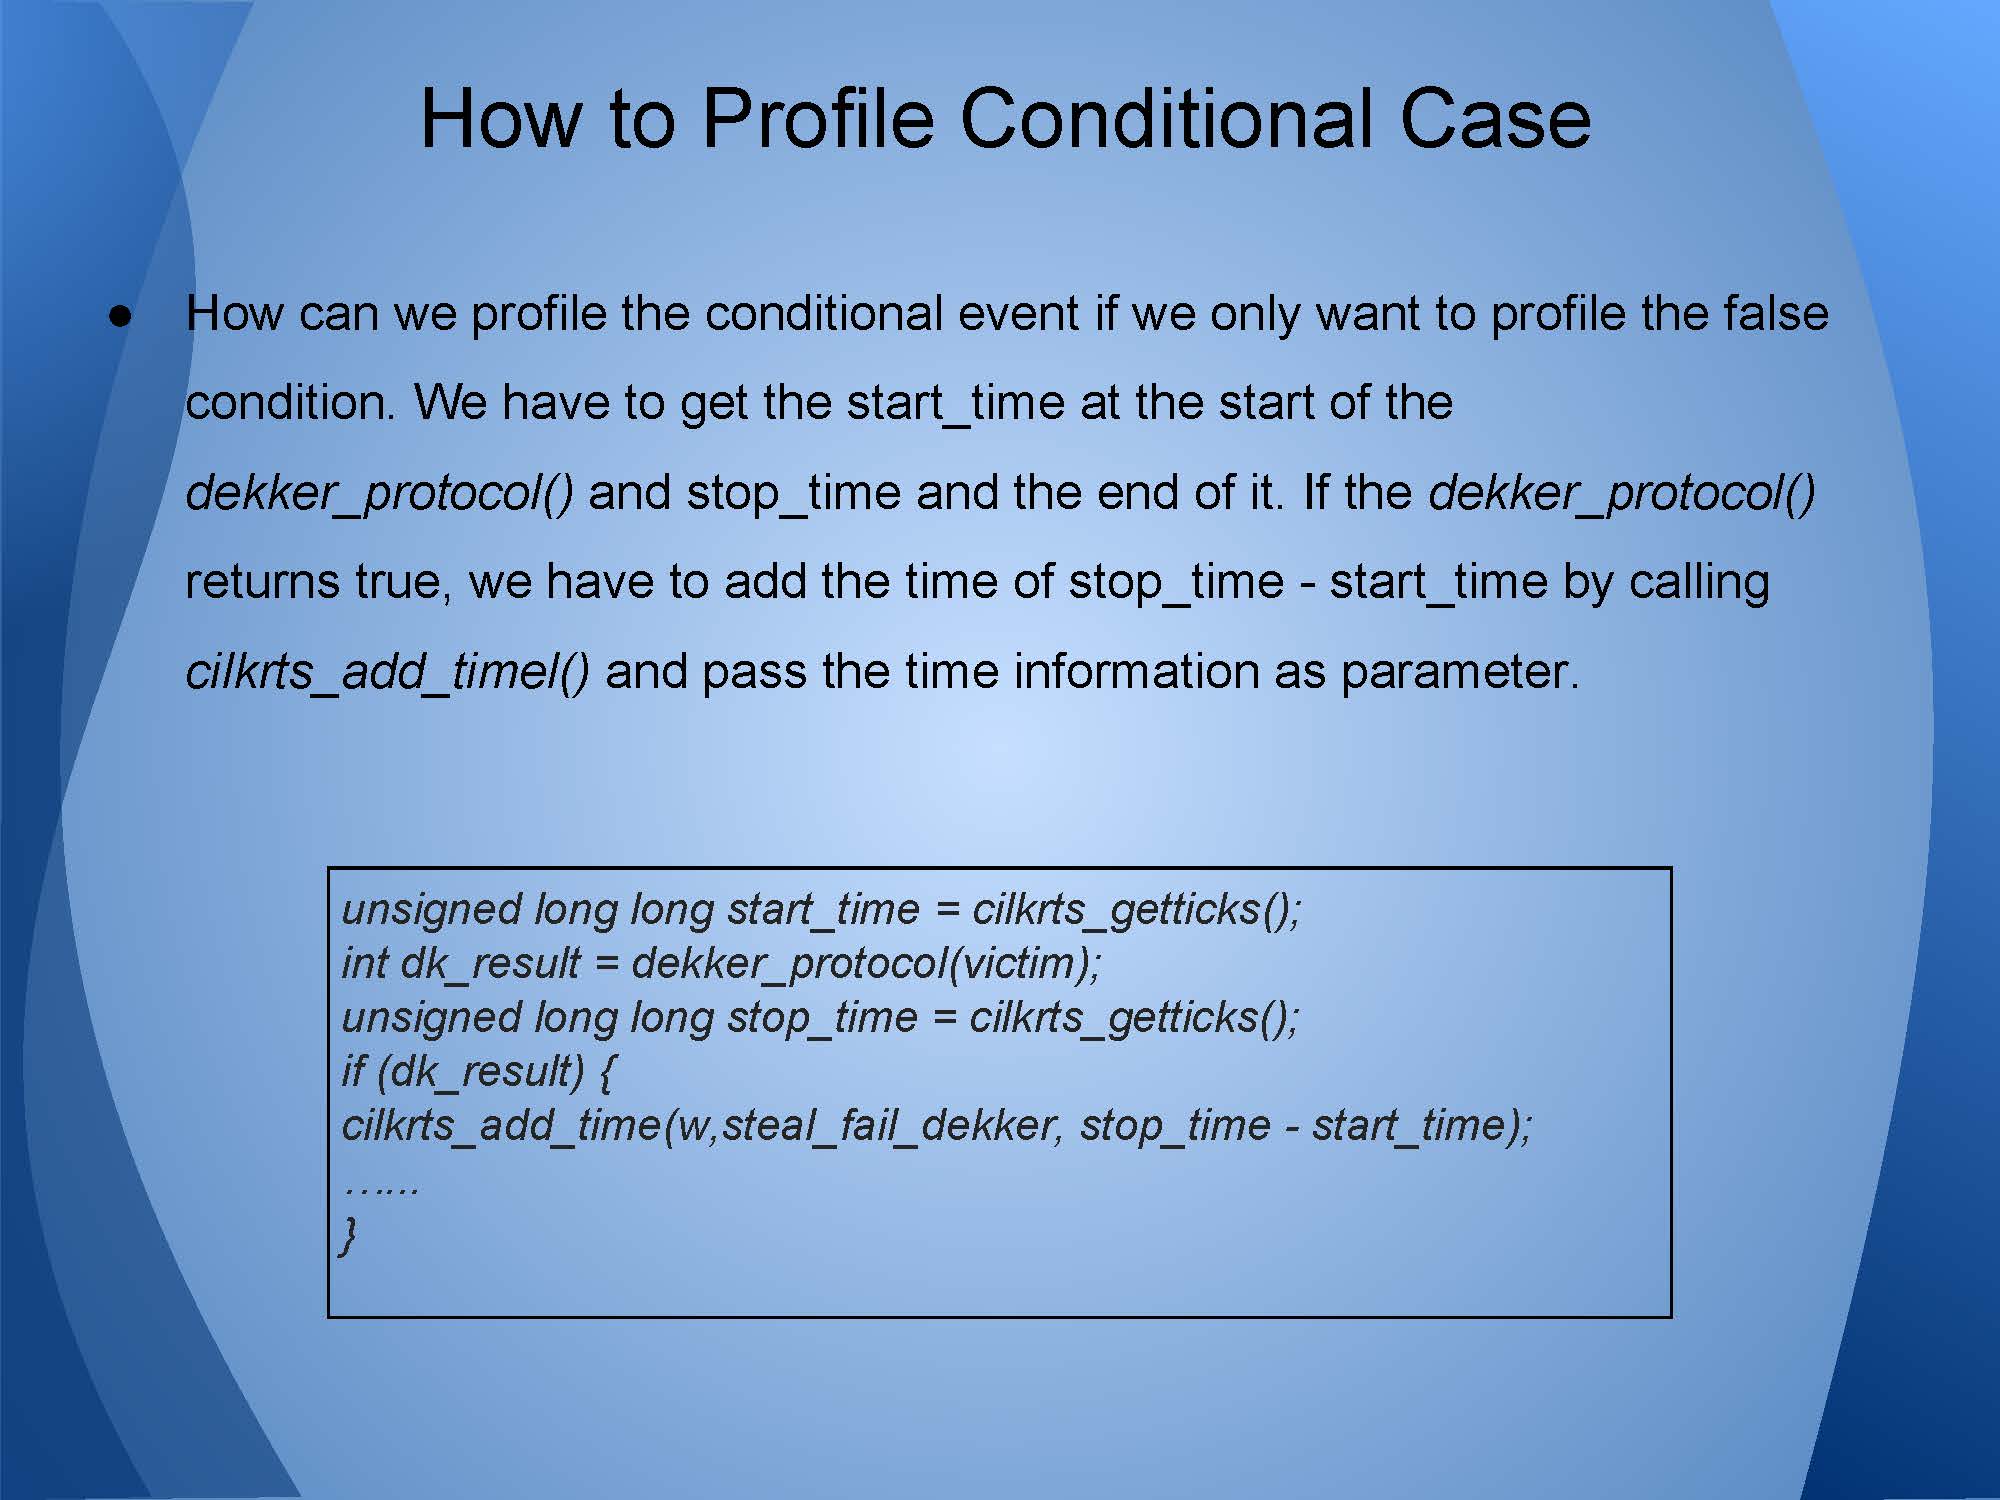 How to Profile Conditional Case
● How can we profile the conditional event if we only want to profile the false
condition. We have to get the start_time at the start of the
dekker_protocol() and stop_time and the end of it. If the dekker_protocol()
returns true, we have to add the time of stop_time - start_time by calling
cilkrts_add_timel() and pass the time information as parameter.
unsigned long long start_time = cilkrts_getticks();
int dk_result = dekker_protocol(victim);
unsigned long long stop_time = cilkrts_getticks();
if (dk_result) {
cilkrts_add_time(w,steal_fail_dekker, stop_time - start_time);
…...
}